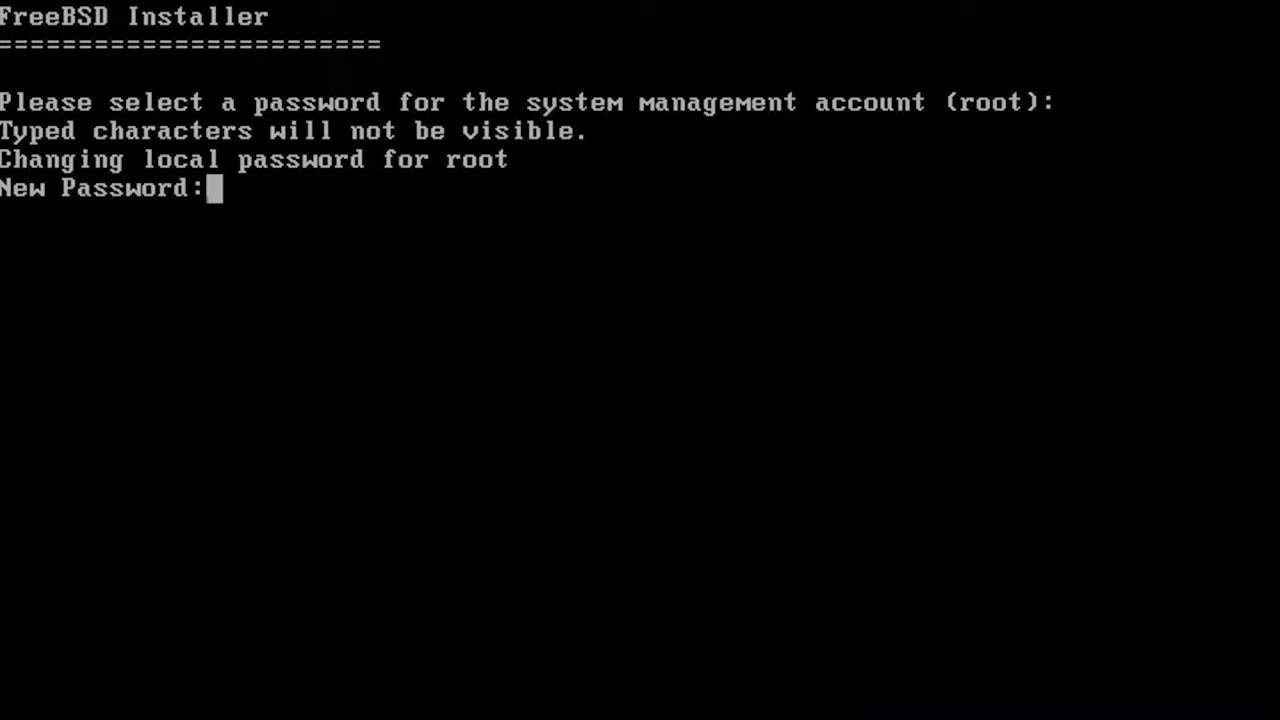 FreeBSD Installer
========================
Please select a password for the system management account (root):
Typed characters will not be visible.
Changing local password for root
New Password: